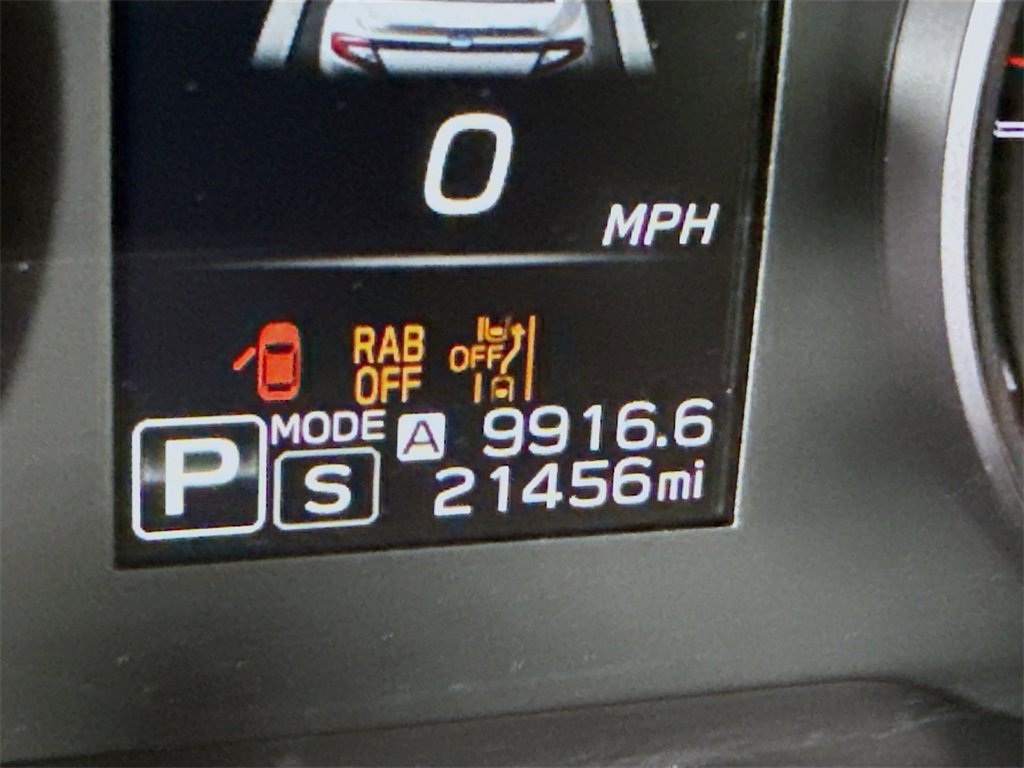 0
MPH
RAB
OFF
OFF
MODE
P
S
A 9916.6
21456mi